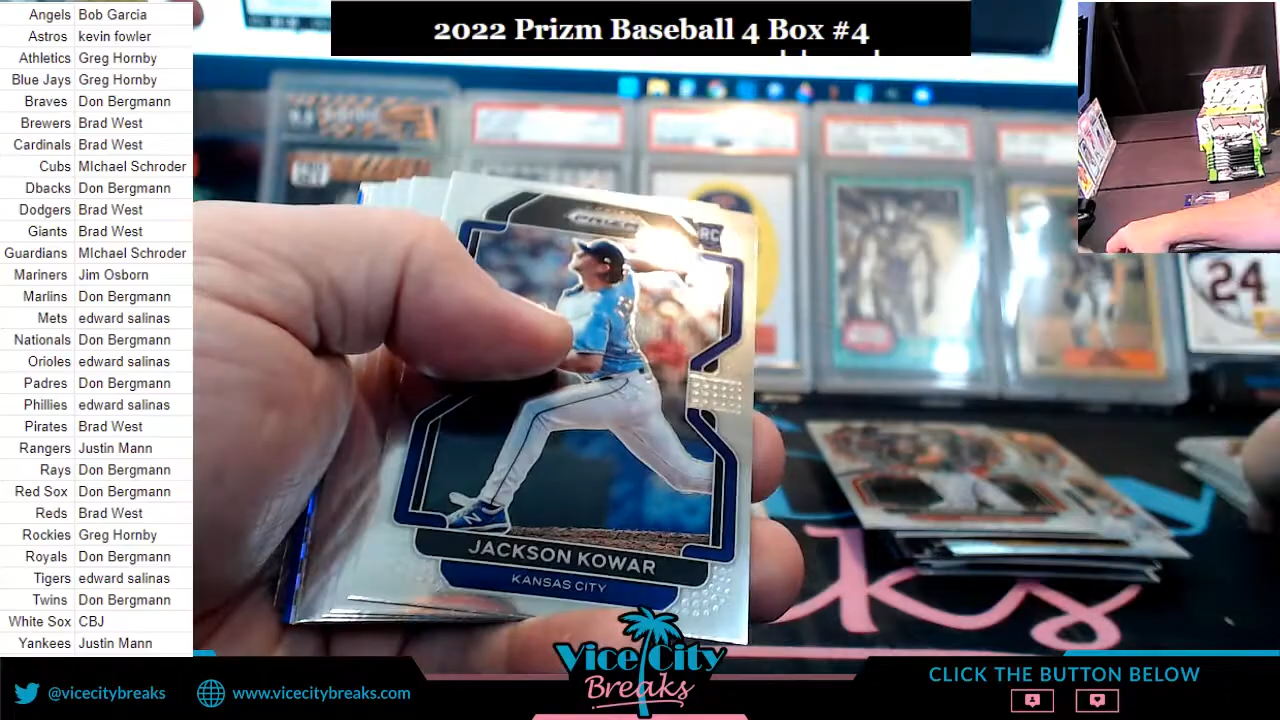 2022 Prizm Baseball 4 Box #4
Angels Bob Garcia
Astros kevin fowler
Athletics Greg Hornby
Blue Jays Greg Hornby
Braves Don Bergmann
Brewers Brad West
Cardinals Brad West
Cubs MIchael Schroder
Dbacks Don Bergmann
Dodgers Brad West
Giants Brad West
Guardians MIchael Schroder
Mariners Jim Osborn
Marlins Don Bergmann
Mets edward salinas
Nationals Don Bergmann
Orioles edward salinas
Padres Don Bergmann
Phillies edward salinas
Pirates Brad West
Rangers Justin Mann
Rays Don Bergmann
Red Sox Don Bergmann
Reds Brad West
Rockies Greg Hornby
Royals Don Bergmann
Tigers edward salinas
Twins Don Bergmann
White Sox CBJ
Yankees Justin Mann
PRIZM
RC
JACKSON KOWAR
KANSAS CITY
24
Vice City
Breaks
@vicecitybreaks
www.vicecitybreaks.com
CLICK THE BUTTON BELOW